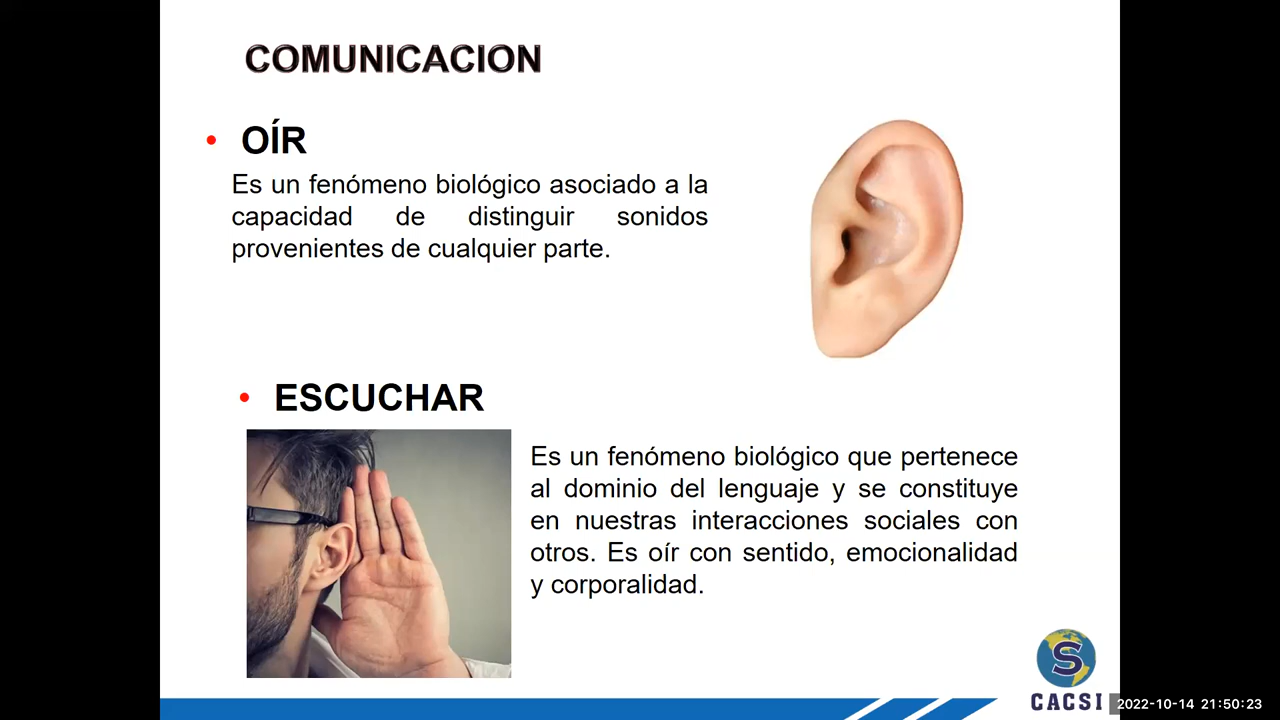 COMUNICACION
• OÍR
Es un fenómeno biológico asociado a la
capacidad de distinguir sonidos
provenientes de cualquier parte.
• ESCUCHAR
Es un fenómeno biológico que pertenece
al dominio del lenguaje y se constituye
en nuestras interacciones sociales con
otros. Es oír con sentido, emocionalidad
y corporalidad.
S
CACSI
2022-10-14 21:50:23